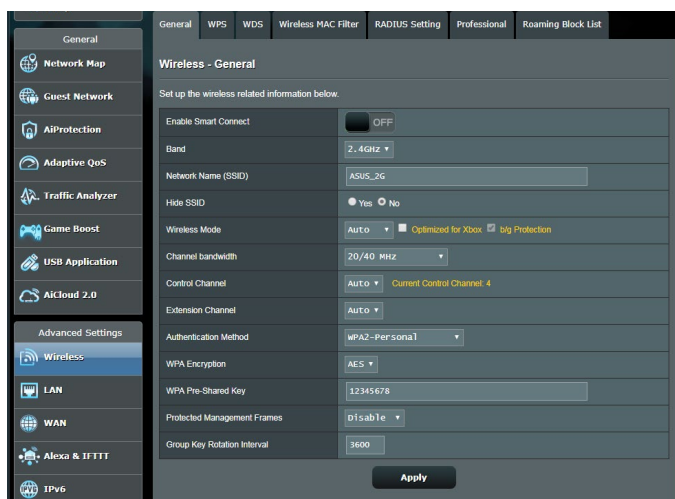 General
Network Map
Guest Network
AiProtection
Adaptive QoS
Traffic Analyzer
Game Boost
USB Application
AiCloud 2.0
Advanced Settings
Wireless
LAN
WAN
Alexa & IFTTT
IPv6
General WPS WDS Wireless MAC Filter RADIUS Setting Professional Roaming Block List
Wireless - General
Set up the wireless related information below.
Enable Smart Connect OFF
Band 2.4GHz
Network Name (SSID) ASUS_2G
Hide SSID Yes No
Wireless Mode Auto Optimized for Xbox b/g Protection
Channel bandwidth 20/40 MHz
Control Channel Auto Current Control Channel: 4
Extension Channel Auto
Authentication Method WPA2-Personal
WPA Encryption AES
WPA Pre-Shared Key 12345678
Protected Management Frames Disable
Group Key Rotation Interval 3600
Apply